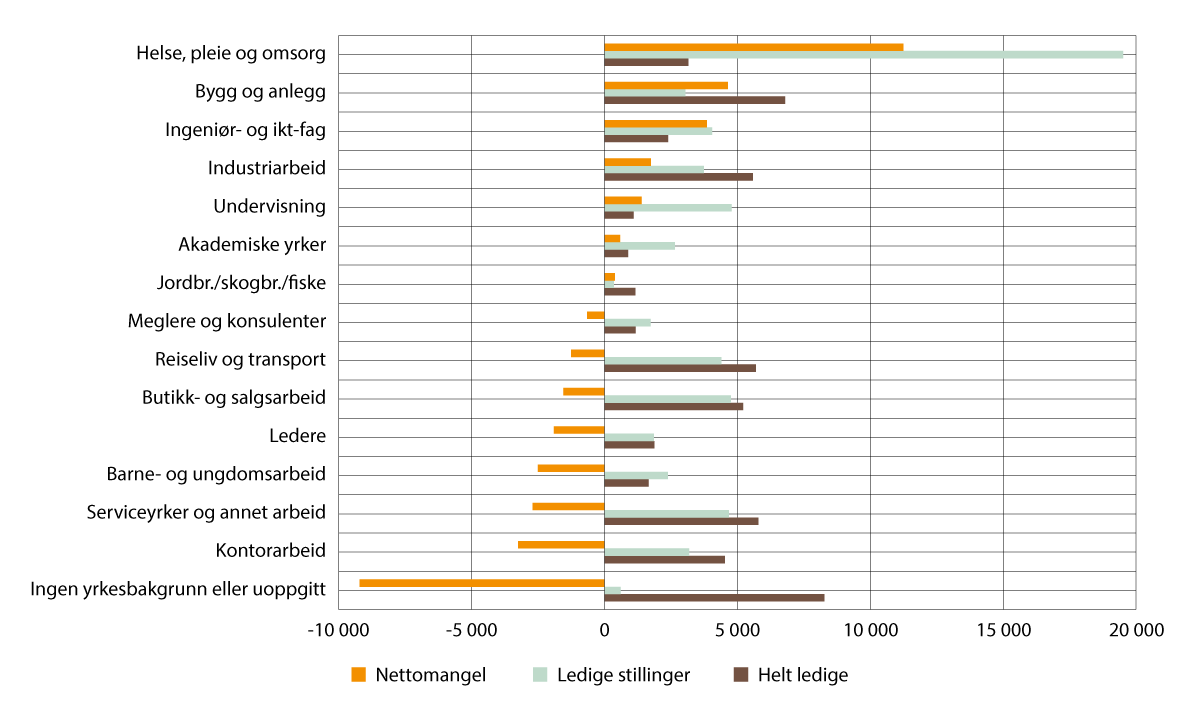 Helse, pleie og omsorg
Bygg og anlegg
Ingeniør- og ikt-fag
Industriarbeid
Undervisning
Akademiske yrker
Jordbr./skogbr./fiske
Meglere og konsulenter
Reiseliv og transport
Butikk- og salgsarbeid
Ledere
Barne- og ungdomsarbeid
Serviceyrker og annet arbeid
Kontorarbeid
Ingen yrkesbakgrunn eller uoppgitt
-10 000 -5 000 0 5 000 10 000 15 000 20 000
Nettomangel Ledige stillinger Helt ledige